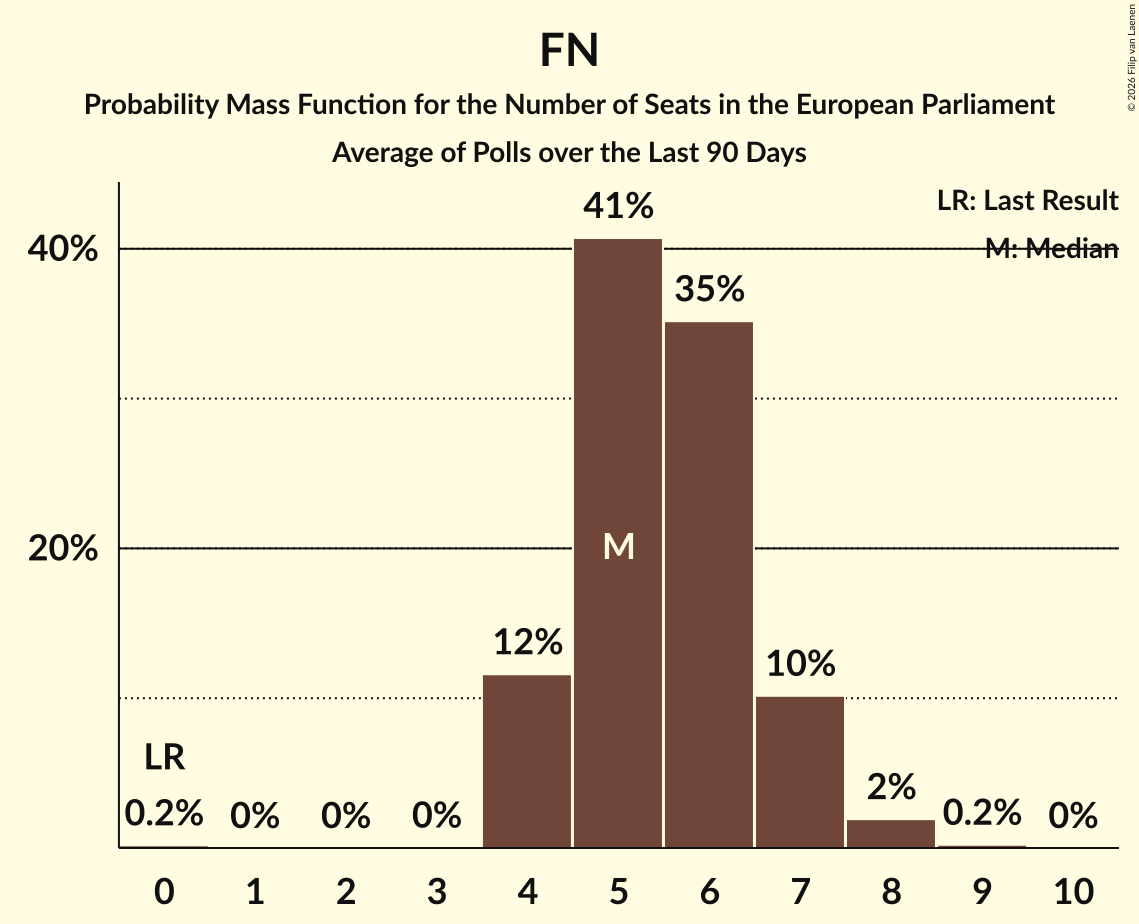 FN
Probability Mass Function for the Number of Seats in the European Parliament
Average of Polls over the Last 90 Days
© 2026 Filip van Laenen
LR: Last Result
M: Median
40%
20%
41%
35%
12%
10%
2%
0.2%
0%
0%
0%
0.2%
0%
LR
M
0 1 2 3 4 5 6 7 8 9 10